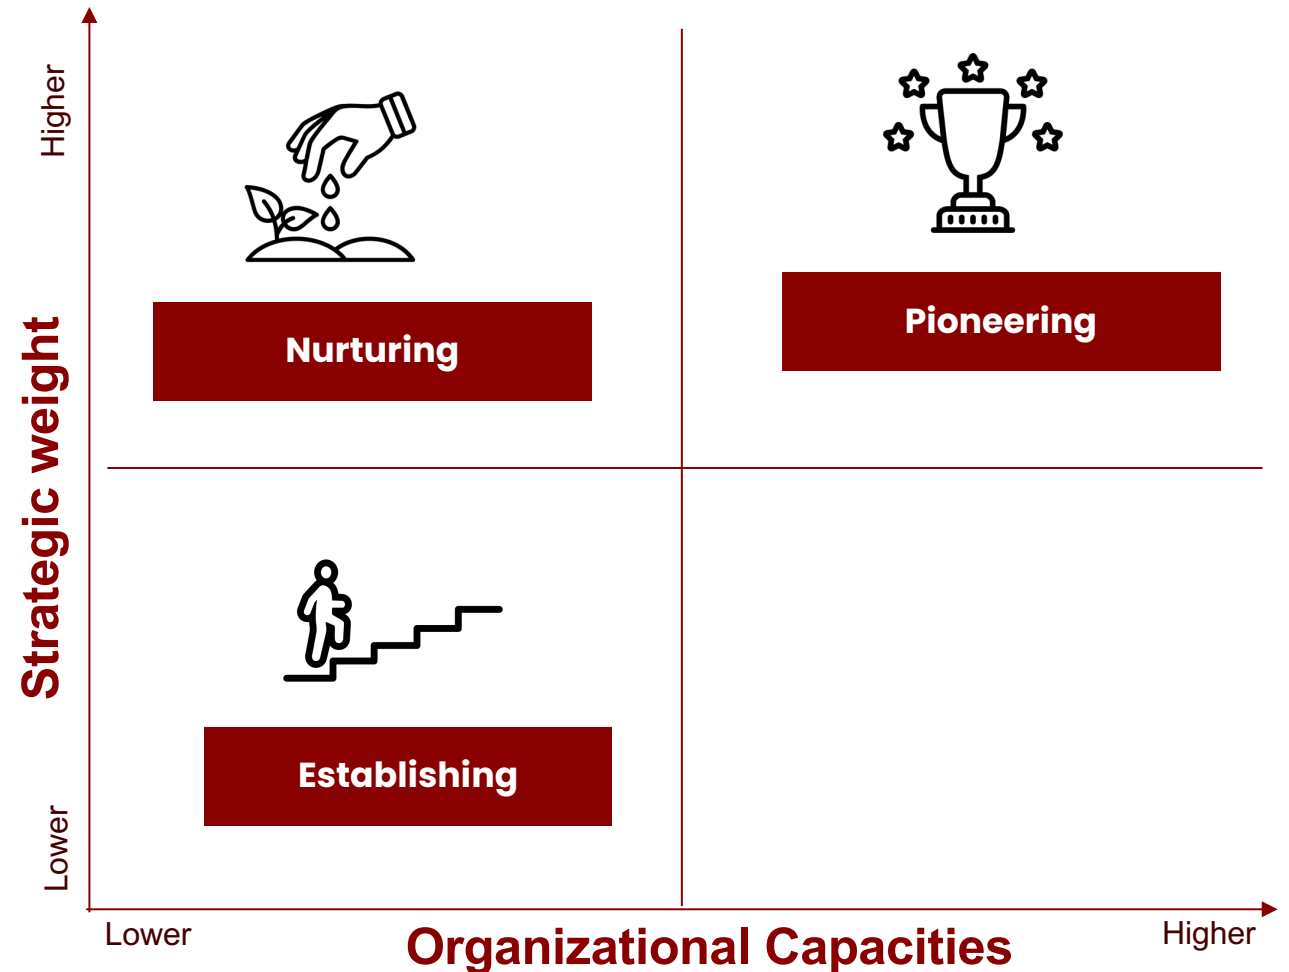 Higher
Strategic weight
Lower
Nurturing
Pioneering
Establishing
Lower
Organizational Capacities
Higher